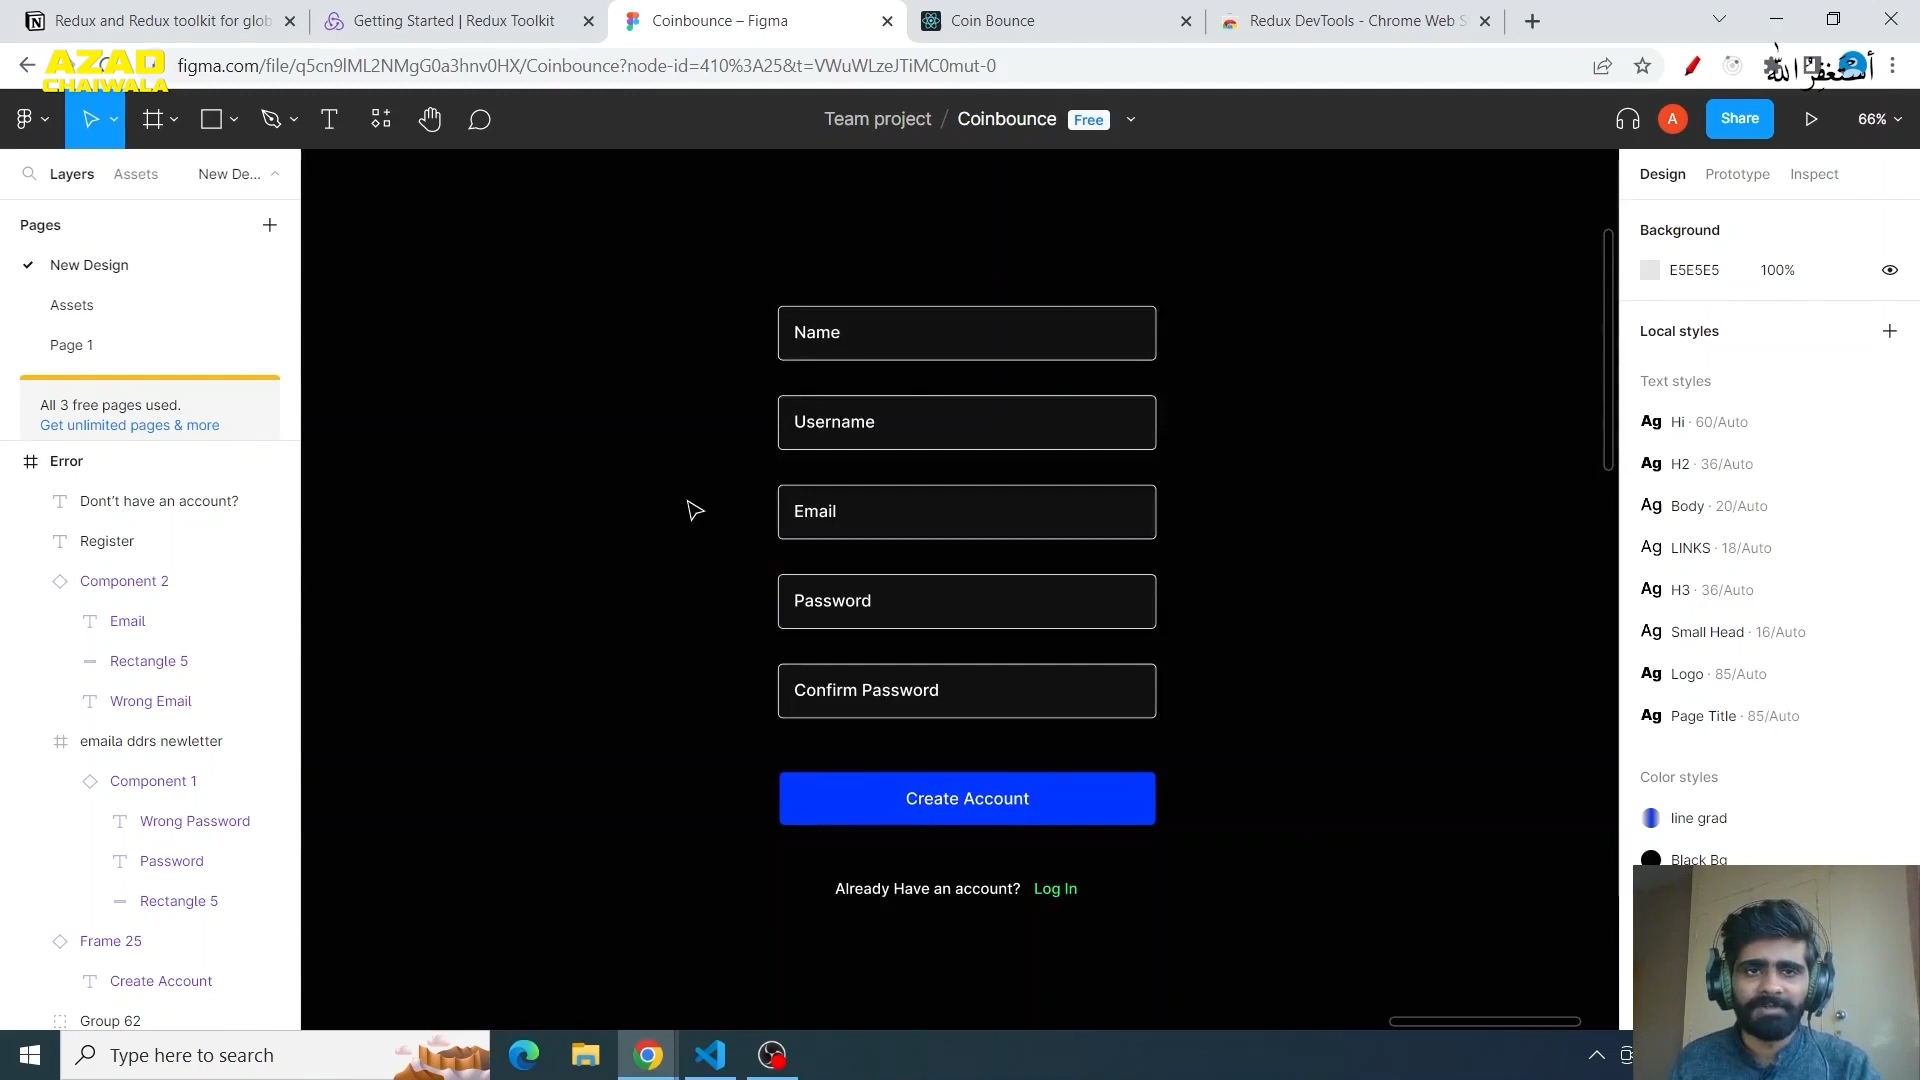 Redux and Redux toolkit for glob
Getting Started | Redux Toolkit
Coinbounce – Figma
Coin Bounce
Redux DevTools - Chrome Web S
AZAD
CHAIWALA
figma.com/file/q5cn9lML2NMgG0a3hnv0HX/Coinbounce?node-id=410%3A25&t=VWuWLzeJTiMC0mut-0
أستغفر الله
Team project / Coinbounce Free
A
Share
66%
Layers
Assets
New De...
Design
Prototype
Inspect
Pages
New Design
Assets
Page 1
All 3 free pages used.
Get unlimited pages & more
Error
Dont't have an account?
Register
Component 2
Email
Rectangle 5
Wrong Email
emaila ddrs newletter
Component 1
Wrong Password
Password
Rectangle 5
Frame 25
Create Account
Group 62
Name
Username
Email
Password
Confirm Password
Create Account
Already Have an account? Log In
Background
E5E5E5 100%
Local styles
Text styles
Ag Hi · 60/Auto
Ag H2 · 36/Auto
Ag Body · 20/Auto
Ag LINKS · 18/Auto
Ag H3 · 36/Auto
Ag Small Head · 16/Auto
Ag Logo · 85/Auto
Ag Page Title · 85/Auto
Color styles
line grad
Black Bg
Type here to search